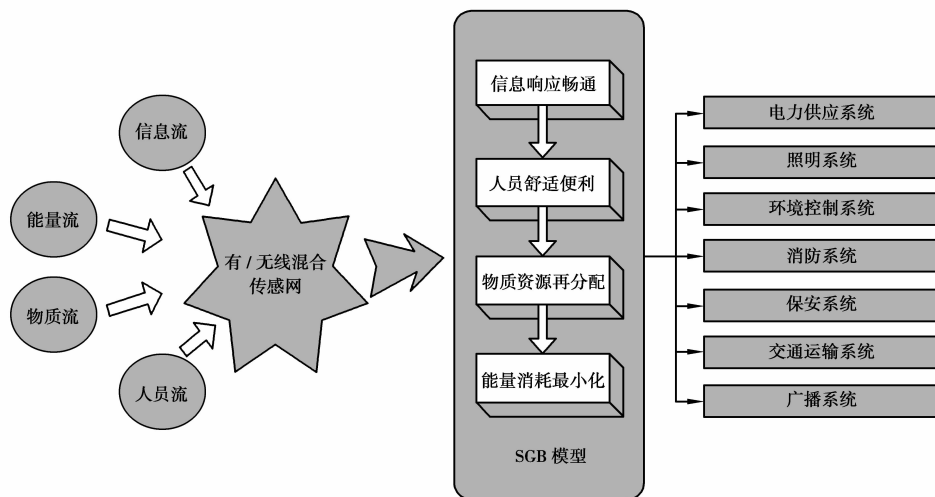 信息流
能量流
物质流
人员流
有/无线混合
传感网
信息响应畅通
人员舒适便利
物质资源再分配
能量消耗最小化
SGB 模型
电力供应系统
照明系统
环境控制系统
消防系统
保安系统
交通运输系统
广播系统